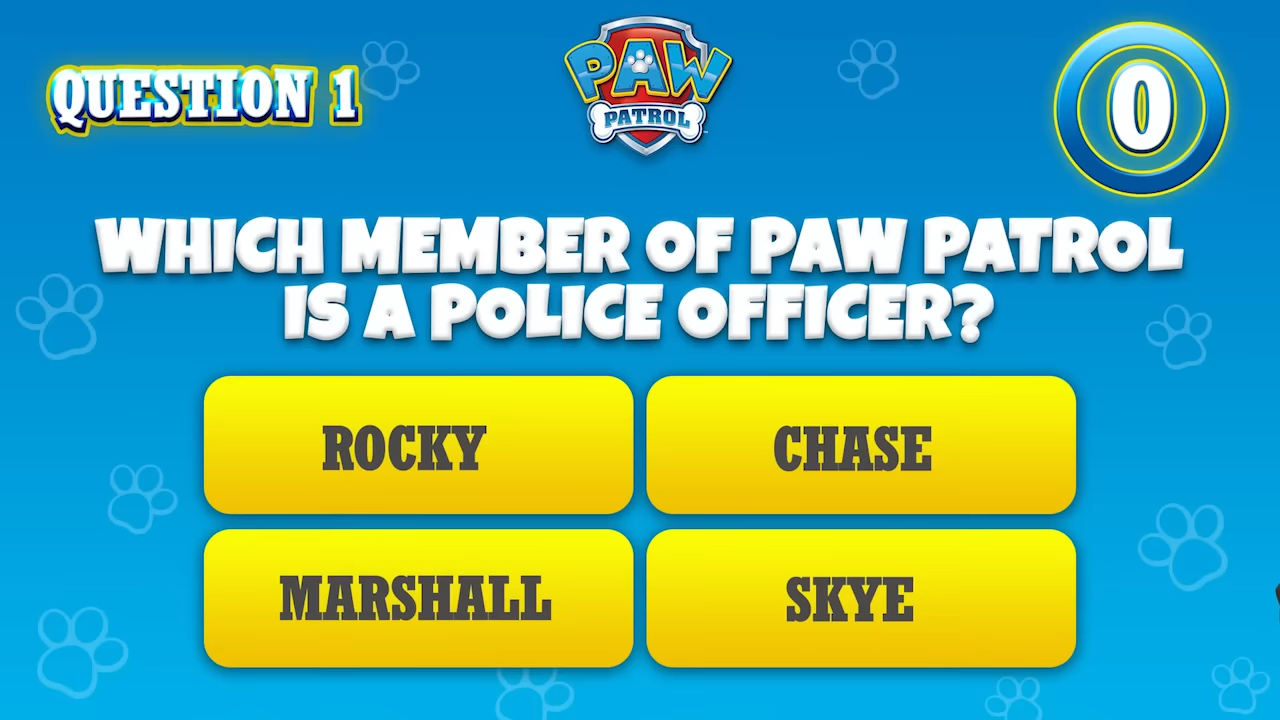 QUESTION 1
PAW
PATROL
0
WHICH MEMBER OF PAW PATROL
IS A POLICE OFFICER?
ROCKY
CHASE
MARSHALL
SKYE